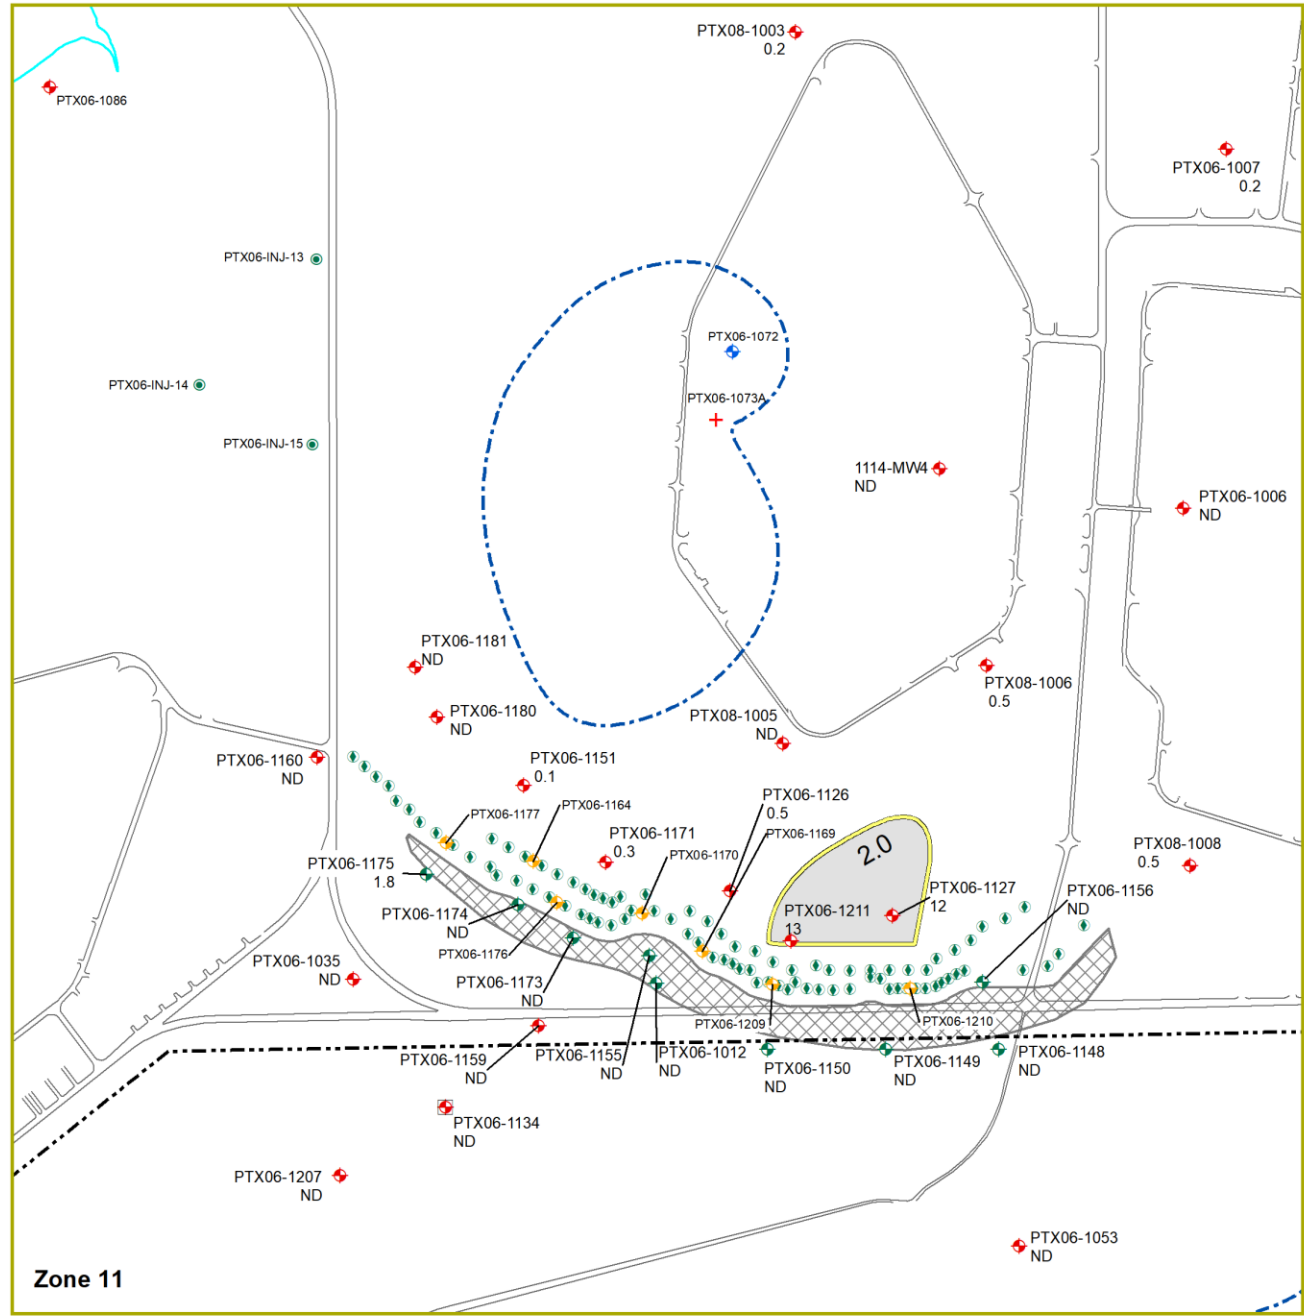 PTX08-1003
0.2
PTX06-1086
PTX06-1007
0.2
PTX06-INJ-13
PTX06-1072
PTX06-INJ-14
PTX06-1073A
PTX06-INJ-15
1114-MW4
ND
PTX06-1006
ND
PTX06-1181
ND
PTX08-1006
0.5
PTX06-1180
ND
PTX08-1005
ND
PTX06-1160
ND
PTX06-1151
0.1
PTX06-1126
0.5
PTX06-1164
PTX06-1177
PTX06-1171
0.3
PTX06-1169
PTX06-1170
2.0
PTX08-1008
0.5
PTX06-1175
1.8
PTX06-1127
12
PTX06-1156
ND
PTX06-1174
ND
PTX06-1211
13
PTX06-1176
PTX06-1035
ND
PTX06-1173
ND
PTX06-1209
PTX06-1210
PTX06-1159
ND
PTX06-1155
ND
PTX06-1012
ND
PTX06-1150
ND
PTX06-1149
ND
PTX06-1148
ND
PTX06-1134
ND
PTX06-1207
ND
PTX06-1053
ND
Zone 11